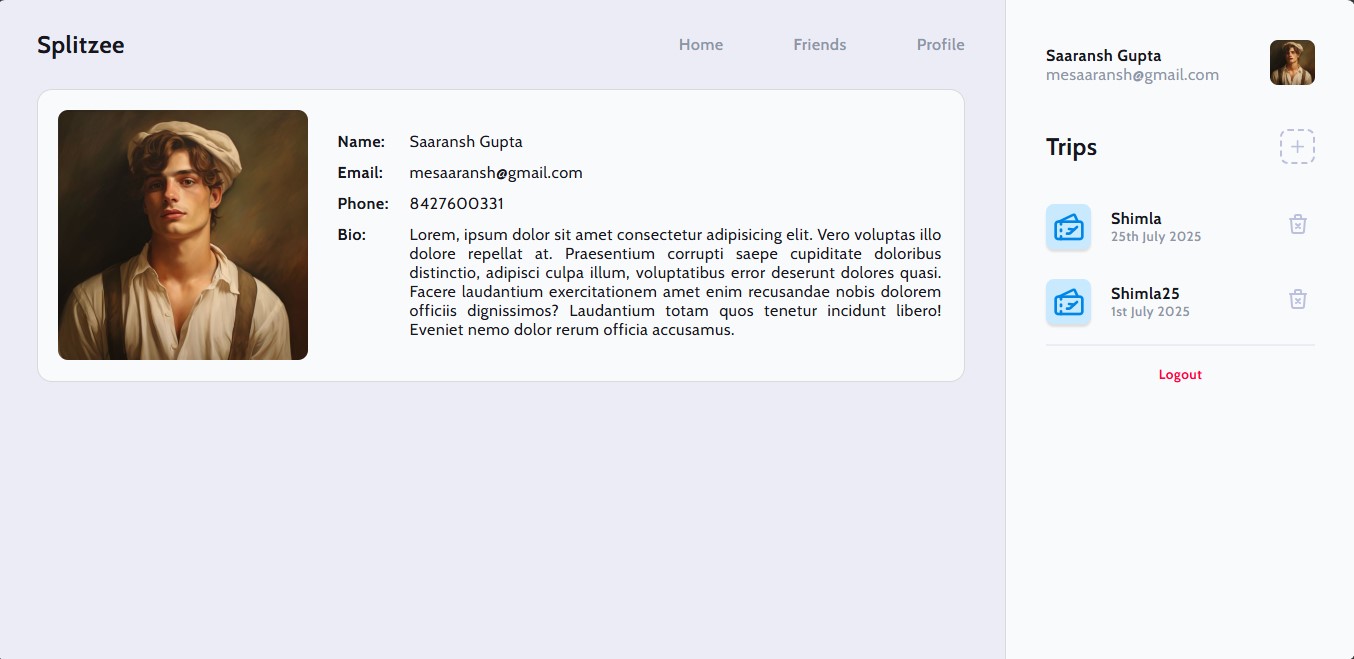 Splitzee
Home
Friends
Profile
Name: Saaransh Gupta
Email: mesaaransh@gmail.com
Phone: 8427600331
Bio: Lorem, ipsum dolor sit amet consectetur adipisicing elit. Vero voluptas illo
dolore repellat at. Praesentium corrupti saepe cupiditate doloribus
distinctio, adipisci culpa illum, voluptatibus error deserunt dolores quasi.
Facere laudantium exercitationem amet enim recusandae nobis dolorem
officiis dignissimos? Laudantium totam quos tenetur incidunt libero!
Eveniet nemo dolor rerum officia accusamus.
Saaransh Gupta
mesaaransh@gmail.com
Trips
Shimla
25th July 2025
Shimla25
1st July 2025
Logout